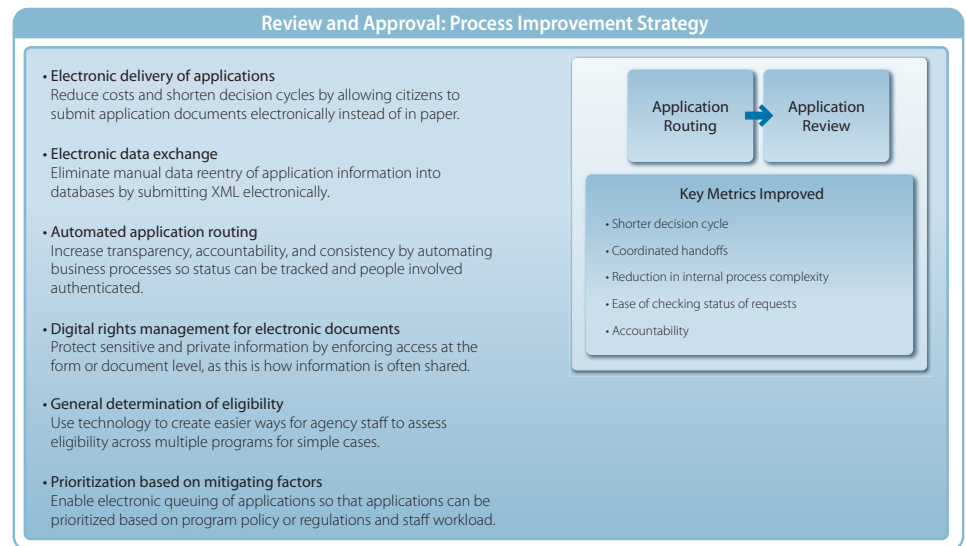 Review and Approval: Process Improvement Strategy
• Electronic delivery of applications
Reduce costs and shorten decision cycles by allowing citizens to
submit application documents electronically instead of in paper.
• Electronic data exchange
Eliminate manual data reentry of application information into
databases by submitting XML electronically.
• Automated application routing
Increase transparency, accountability, and consistency by automating
business processes so status can be tracked and people involved
authenticated.
• Digital rights management for electronic documents
Protect sensitive and private information by enforcing access at the
form or document level, as this is how information is often shared.
• General determination of eligibility
Use technology to create easier ways for agency staff to assess
eligibility across multiple programs for simple cases.
• Prioritization based on mitigating factors
Enable electronic queuing of applications so that applications can be
prioritized based on program policy or regulations and staff workload.
Application
Routing
Application
Review
Key Metrics Improved
• Shorter decision cycle
• Coordinated handoffs
• Reduction in internal process complexity
• Ease of checking status of requests
• Accountability